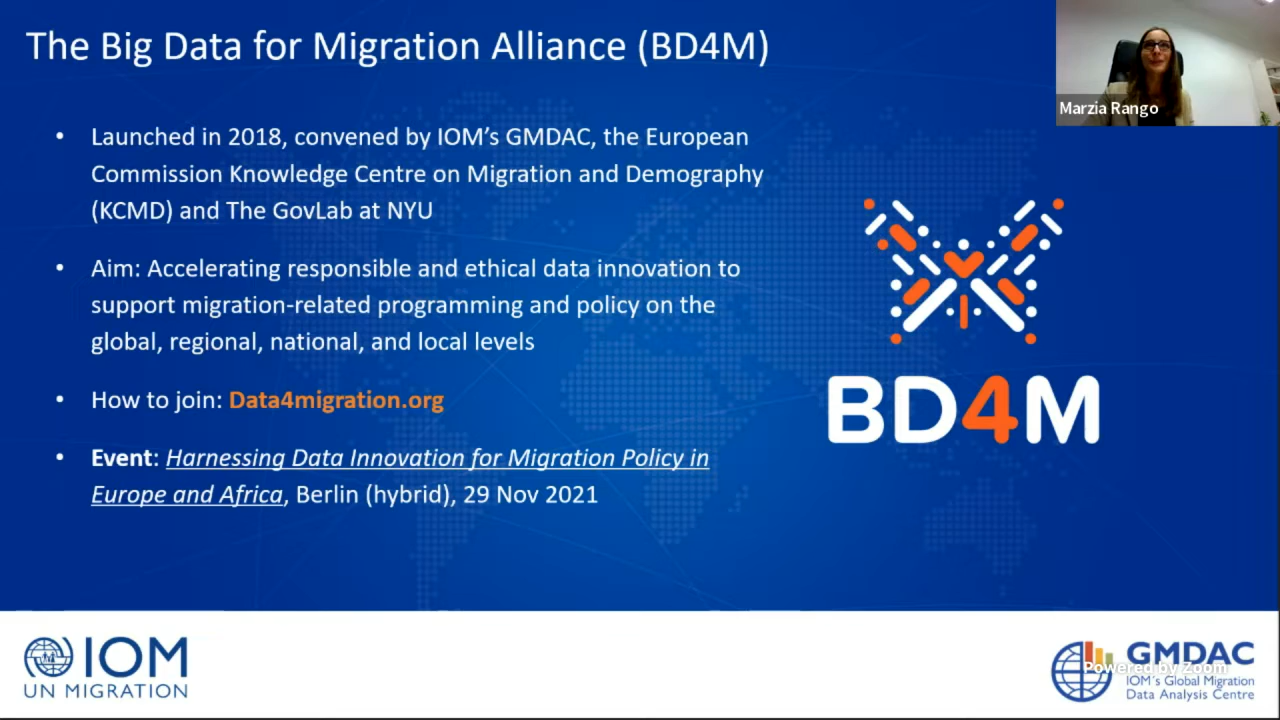 The Big Data for Migration Alliance (BD4M)
Marzia Rango
• Launched in 2018, convened by IOM's GMDAC, the European
Commission Knowledge Centre on Migration and Demography
(KCMD) and The GovLab at NYU
• Aim: Accelerating responsible and ethical data innovation to
support migration-related programming and policy on the
global, regional, national, and local levels
• How to join: Data4migration.org
• Event: Harnessing Data Innovation for Migration Policy in
Europe and Africa, Berlin (hybrid), 29 Nov 2021
BD4M
IOM
UN MIGRATION
GMDAC
Powered by Zoom
IOM's Global Migration
Data Analysis Centre